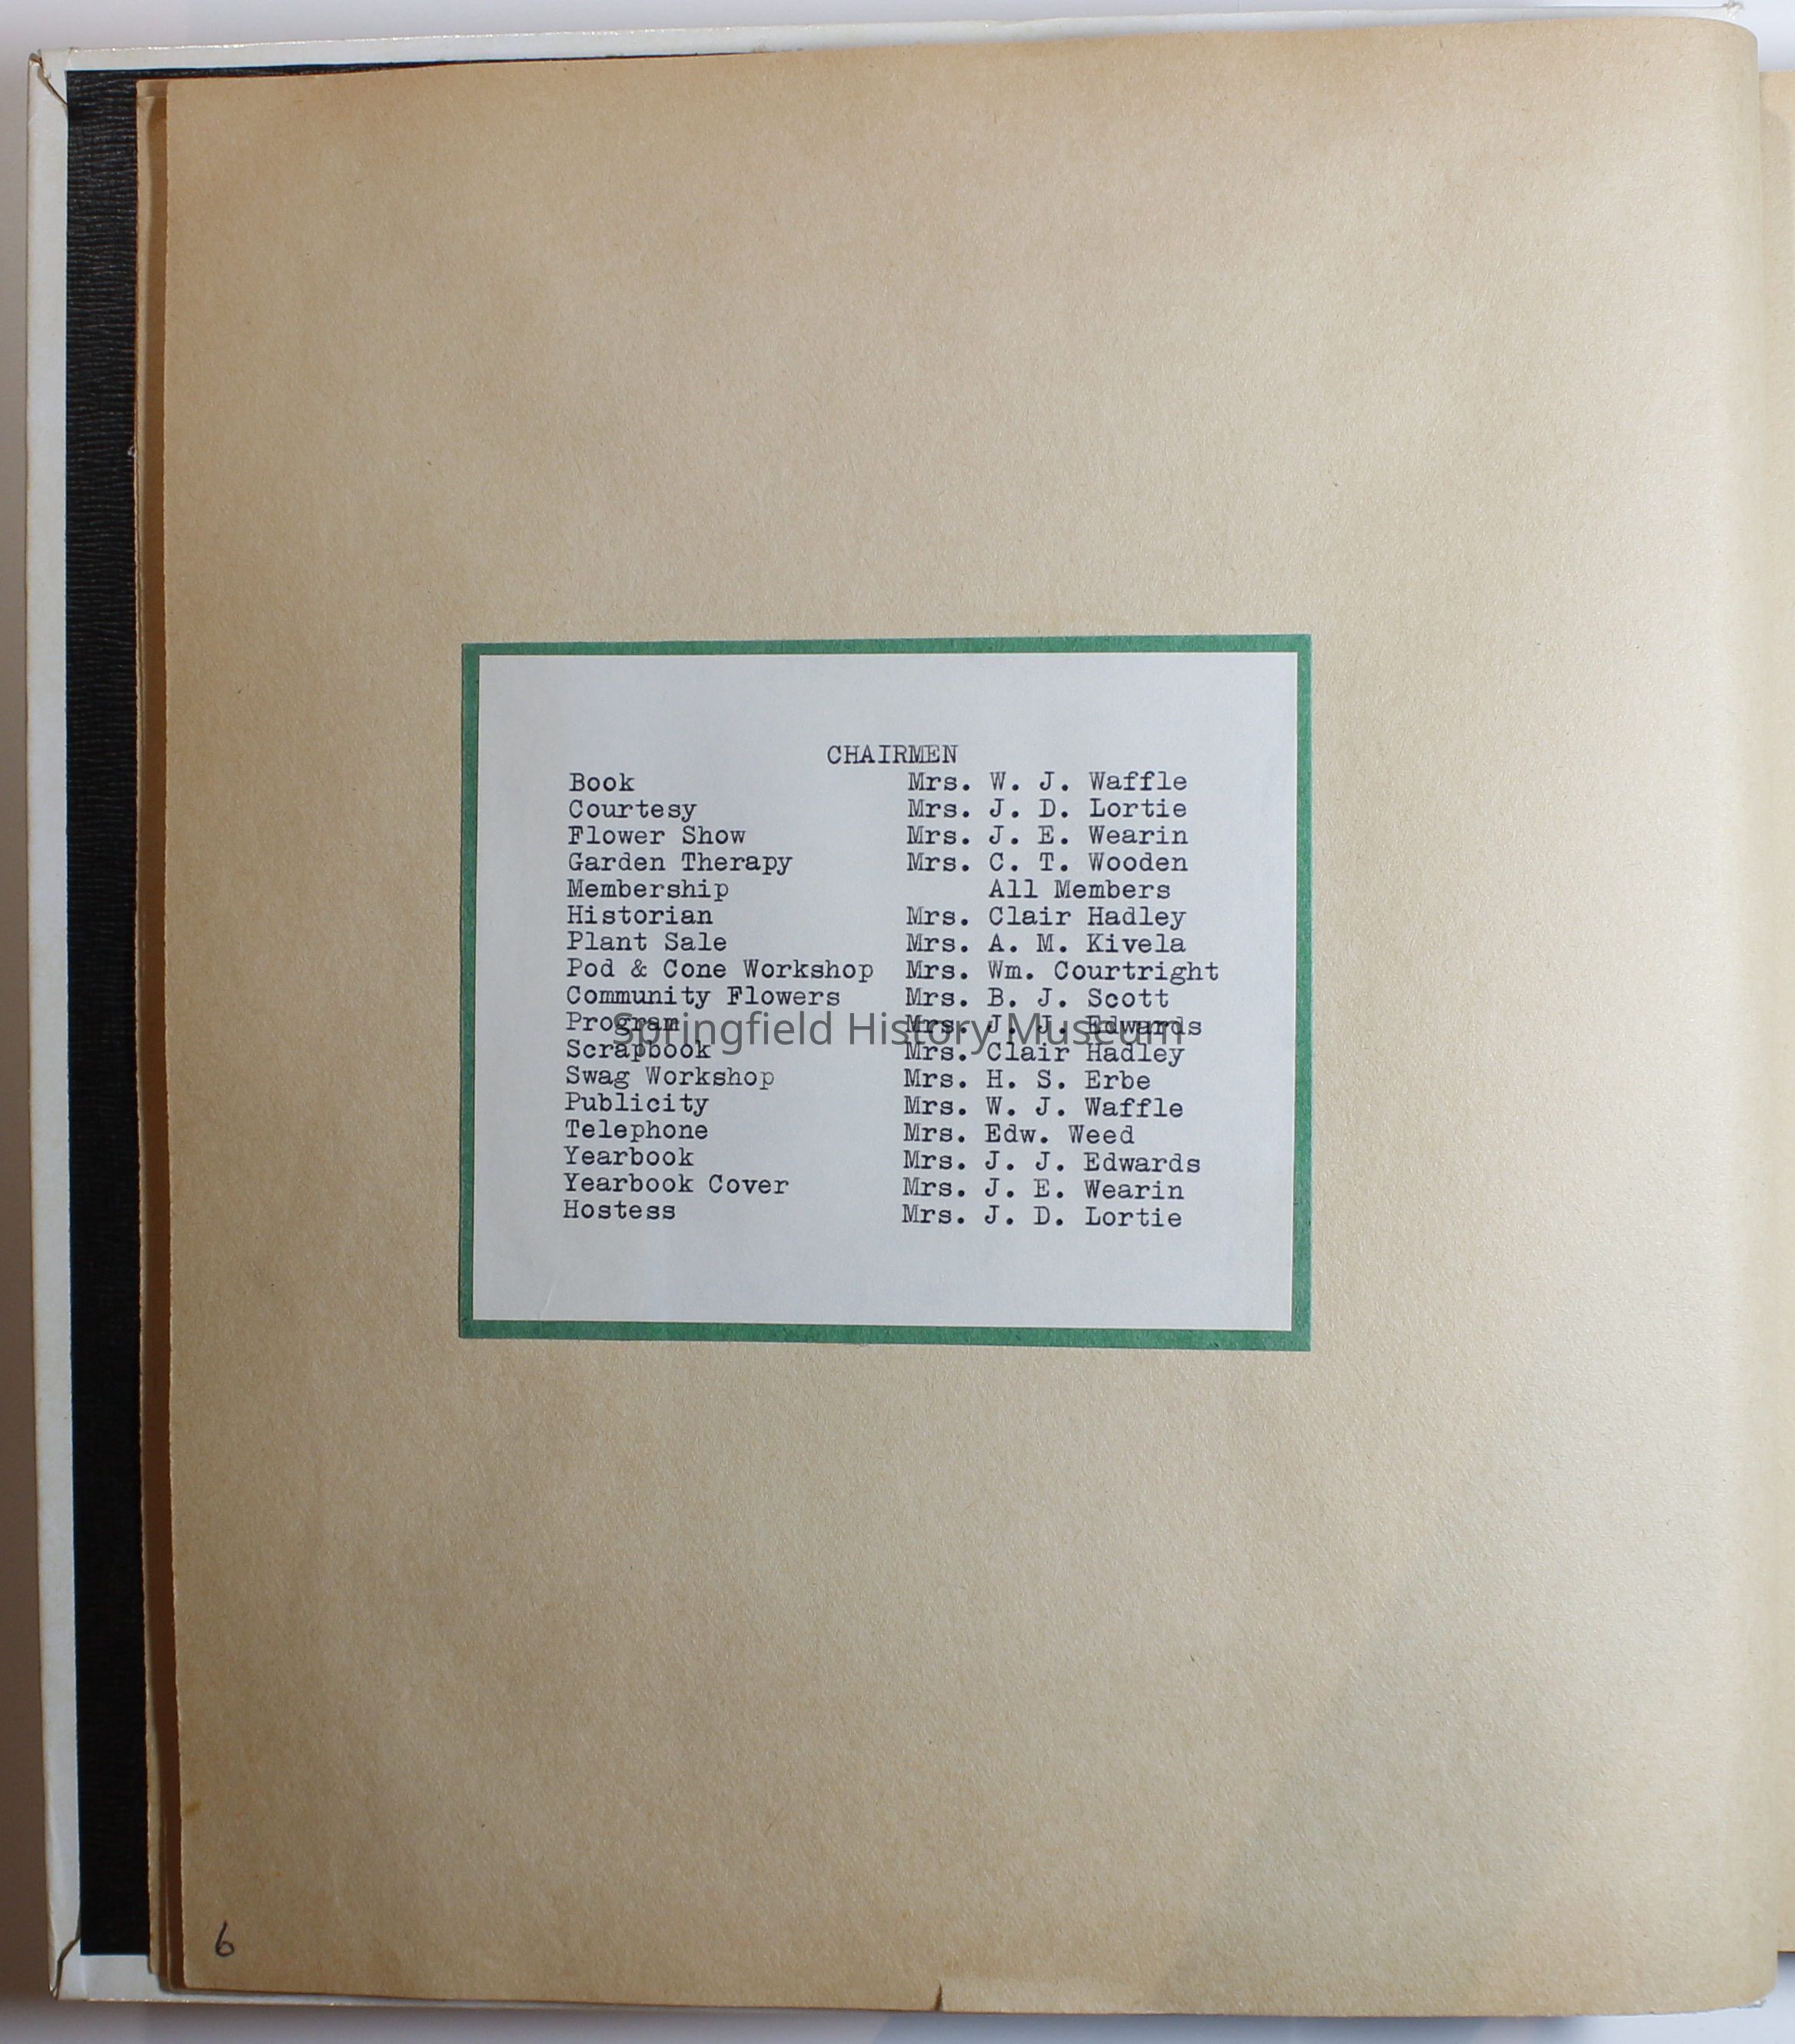 CHAIRMEN
Book Mrs. W. J. Waffle
Courtesy Mrs. J. D. Lortie
Flower Show Mrs. J. E. Wearin
Garden Therapy Mrs. C. T. Wooden
Membership All Members
Historian Mrs. Clair Hadley
Plant Sale Mrs. A. M. Kivela
Pod & Cone Workshop Mrs. Wm. Courtright
Community Flowers Mrs. B. J. Scott
Program Mrs. J. J. Edwards
Springfield History Museum
Scrapbook Mrs. Clair Hadley
Swag Workshop Mrs. H. S. Erbe
Publicity Mrs. W. J. Waffle
Telephone Mrs. Edw. Weed
Yearbook Mrs. J. J. Edwards
Yearbook Cover Mrs. J. E. Wearin
Hostess Mrs. J. D. Lortie
6